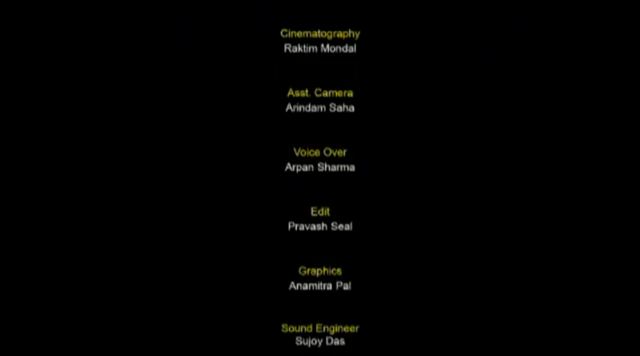 Cinematography
Raktim Mondal
Asst. Camera
Arindam Saha
Voice Over
Arpan Sharma
Edit
Pravash Seal
Graphics
Anamitra Pal
Sound Engineer
Sujoy Das